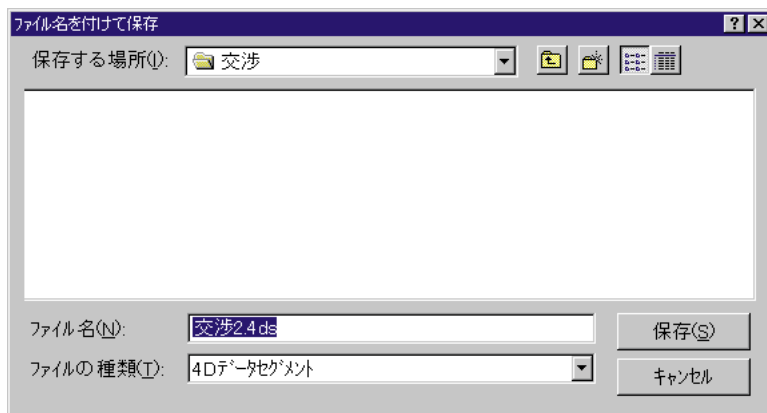 ﾌｧｲﾙ名を付けて保存
保存する場所(I): 交渉
ファイル名(N): 交渉2.4ds
ファイルの種類(T): 4Dﾃﾞｰﾀｾｸﾞﾒﾝﾄ
保存(S)
キャンセル